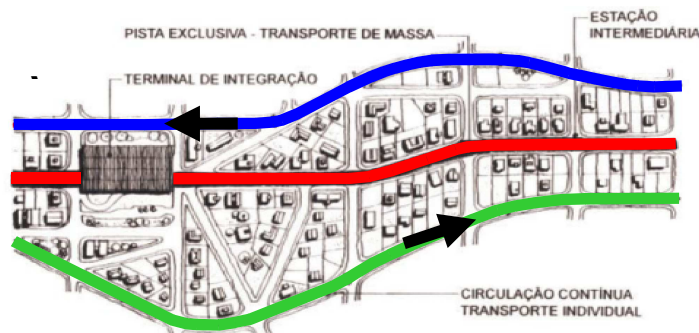 ESTAÇÃO
INTERMEDIÁRIA
PISTA EXCLUSIVA - TRANSPORTE DE MASSA
TERMINAL DE INTEGRAÇÃO
CIRCULAÇÃO CONTÍNUA
TRANSPORTE INDIVIDUAL